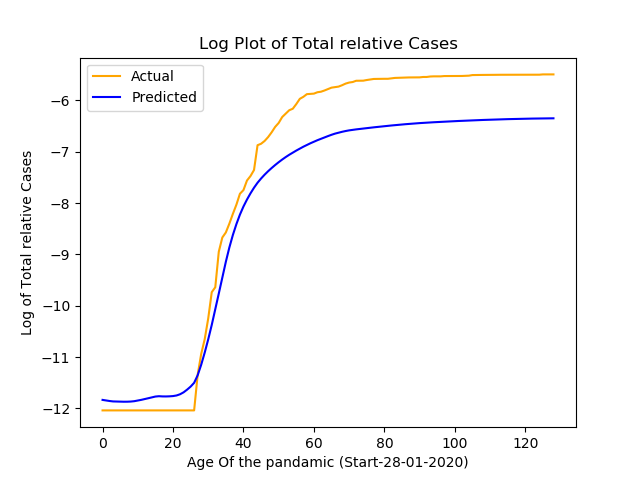 Log Plot of Total relative Cases
Actual
Predicted
Log of Total relative Cases
−6
−7
−8
−9
−10
−11
−12
0 20 40 60 80 100 120
Age Of the pandamic (Start-28-01-2020)